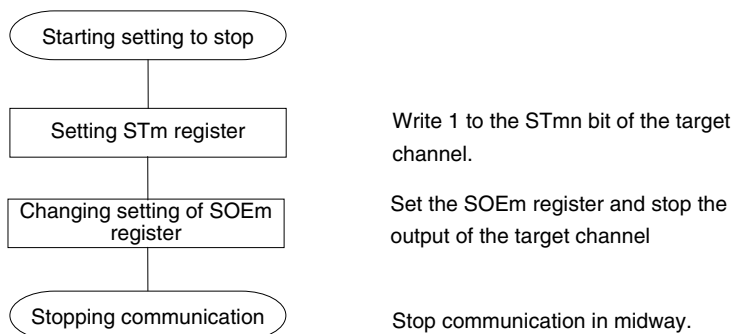 Starting setting to stop
Setting STm register
Write 1 to the STmn bit of the target
channel.
Changing setting of SOEm
register
Set the SOEm register and stop the
output of the target channel
Stopping communication
Stop communication in midway.